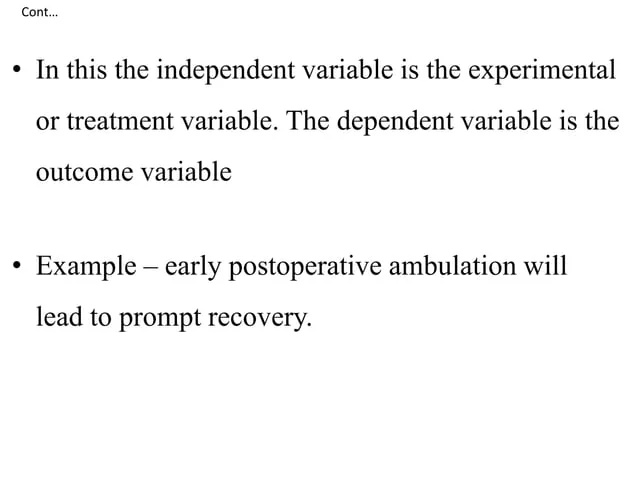 Cont…
• In this the independent variable is the experimental
or treatment variable. The dependent variable is the
outcome variable
• Example – early postoperative ambulation will
lead to prompt recovery.